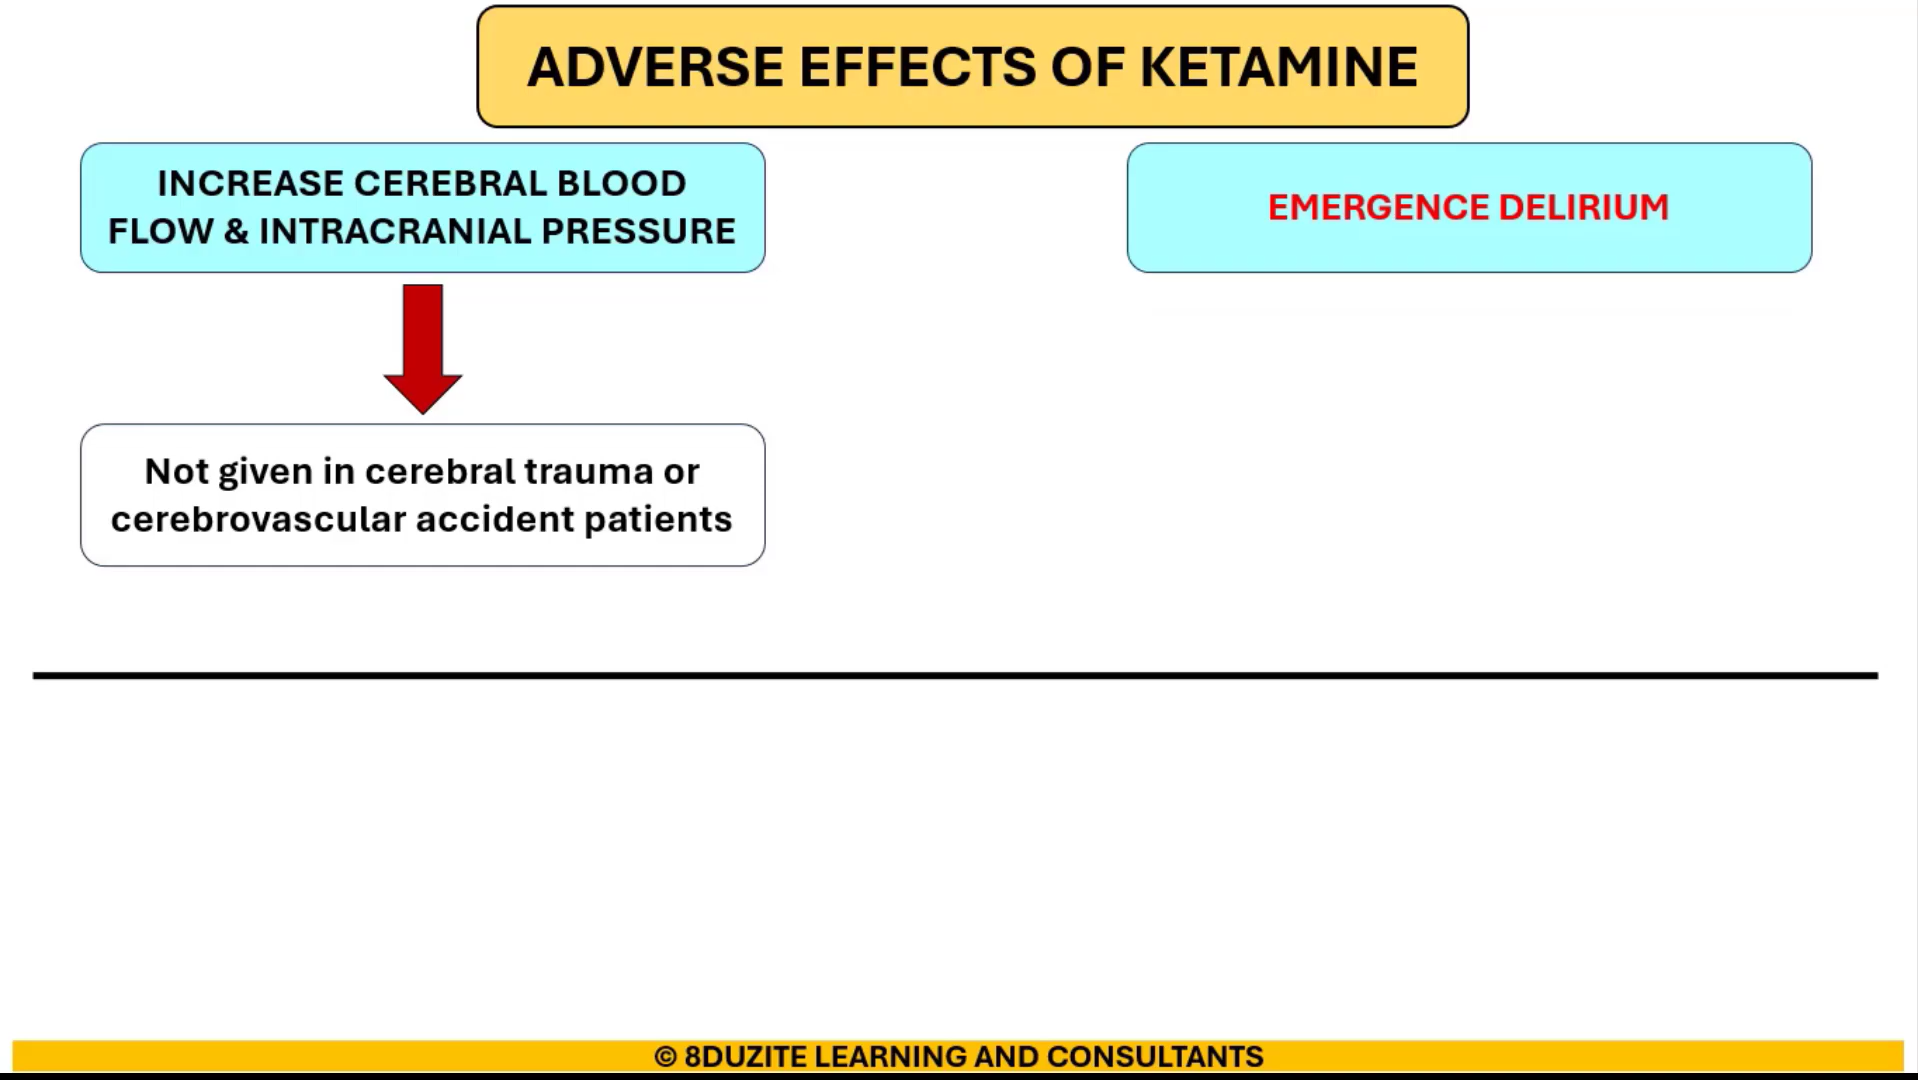 ADVERSE EFFECTS OF KETAMINE
INCREASE CEREBRAL BLOOD
FLOW & INTRACRANIAL PRESSURE
EMERGENCE DELIRIUM
Not given in cerebral trauma or
cerebrovascular accident patients
© 8DUZITE LEARNING AND CONSULTANTS